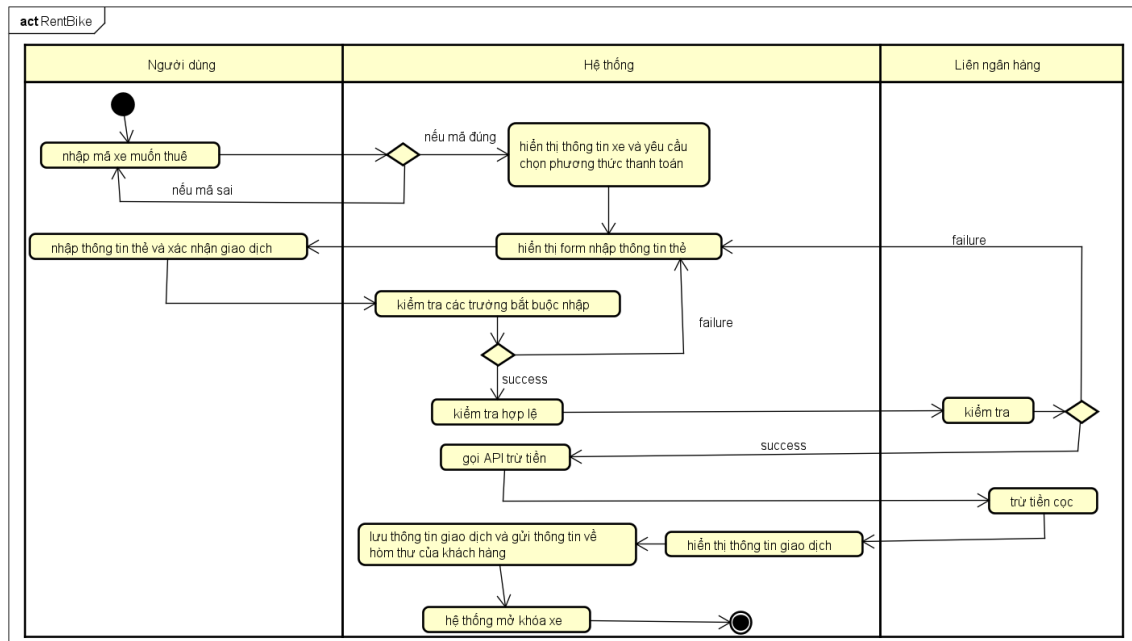 act RentBike
Người dùng
Hệ thống
Liên ngân hàng
nhập mã xe muốn thuê
nếu mã đúng
hiển thị thông tin xe và yêu cầu
chọn phương thức thanh toán
nếu mã sai
nhập thông tin thẻ và xác nhận giao dịch
hiển thị form nhập thông tin thẻ
failure
kiểm tra các trường bắt buộc nhập
failure
success
kiểm tra hợp lệ
kiểm tra
success
gọi API trừ tiền
trừ tiền cọc
lưu thông tin giao dịch và gửi thông tin về
hòm thư của khách hàng
hiển thị thông tin giao dịch
hệ thống mở khóa xe